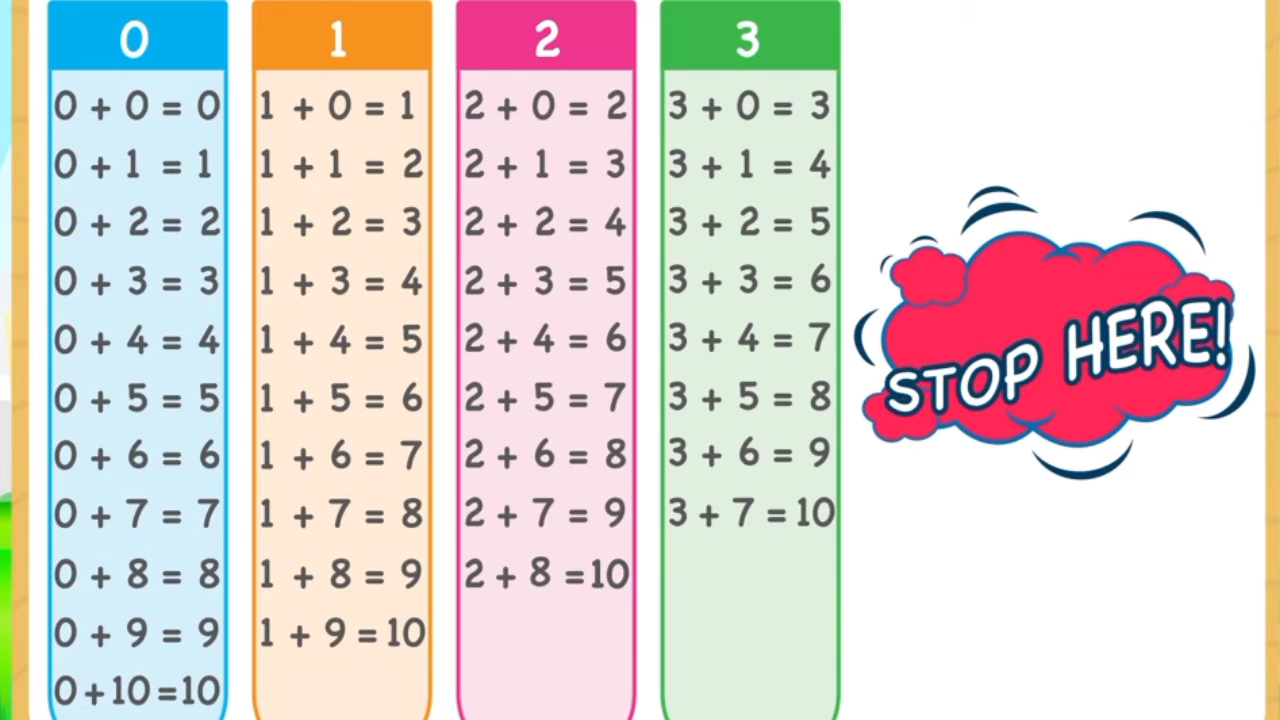 0
0 + 0 = 0
0 + 1 = 1
0 + 2 = 2
0 + 3 = 3
0 + 4 = 4
0 + 5 = 5
0 + 6 = 6
0 + 7 = 7
0 + 8 = 8
0 + 9 = 9
0 + 10 = 10
1
1 + 0 = 1
1 + 1 = 2
1 + 2 = 3
1 + 3 = 4
1 + 4 = 5
1 + 5 = 6
1 + 6 = 7
1 + 7 = 8
1 + 8 = 9
1 + 9 = 10
2
2 + 0 = 2
2 + 1 = 3
2 + 2 = 4
2 + 3 = 5
2 + 4 = 6
2 + 5 = 7
2 + 6 = 8
2 + 7 = 9
2 + 8 = 10
3
3 + 0 = 3
3 + 1 = 4
3 + 2 = 5
3 + 3 = 6
3 + 4 = 7
3 + 5 = 8
3 + 6 = 9
3 + 7 = 10
STOP HERE!